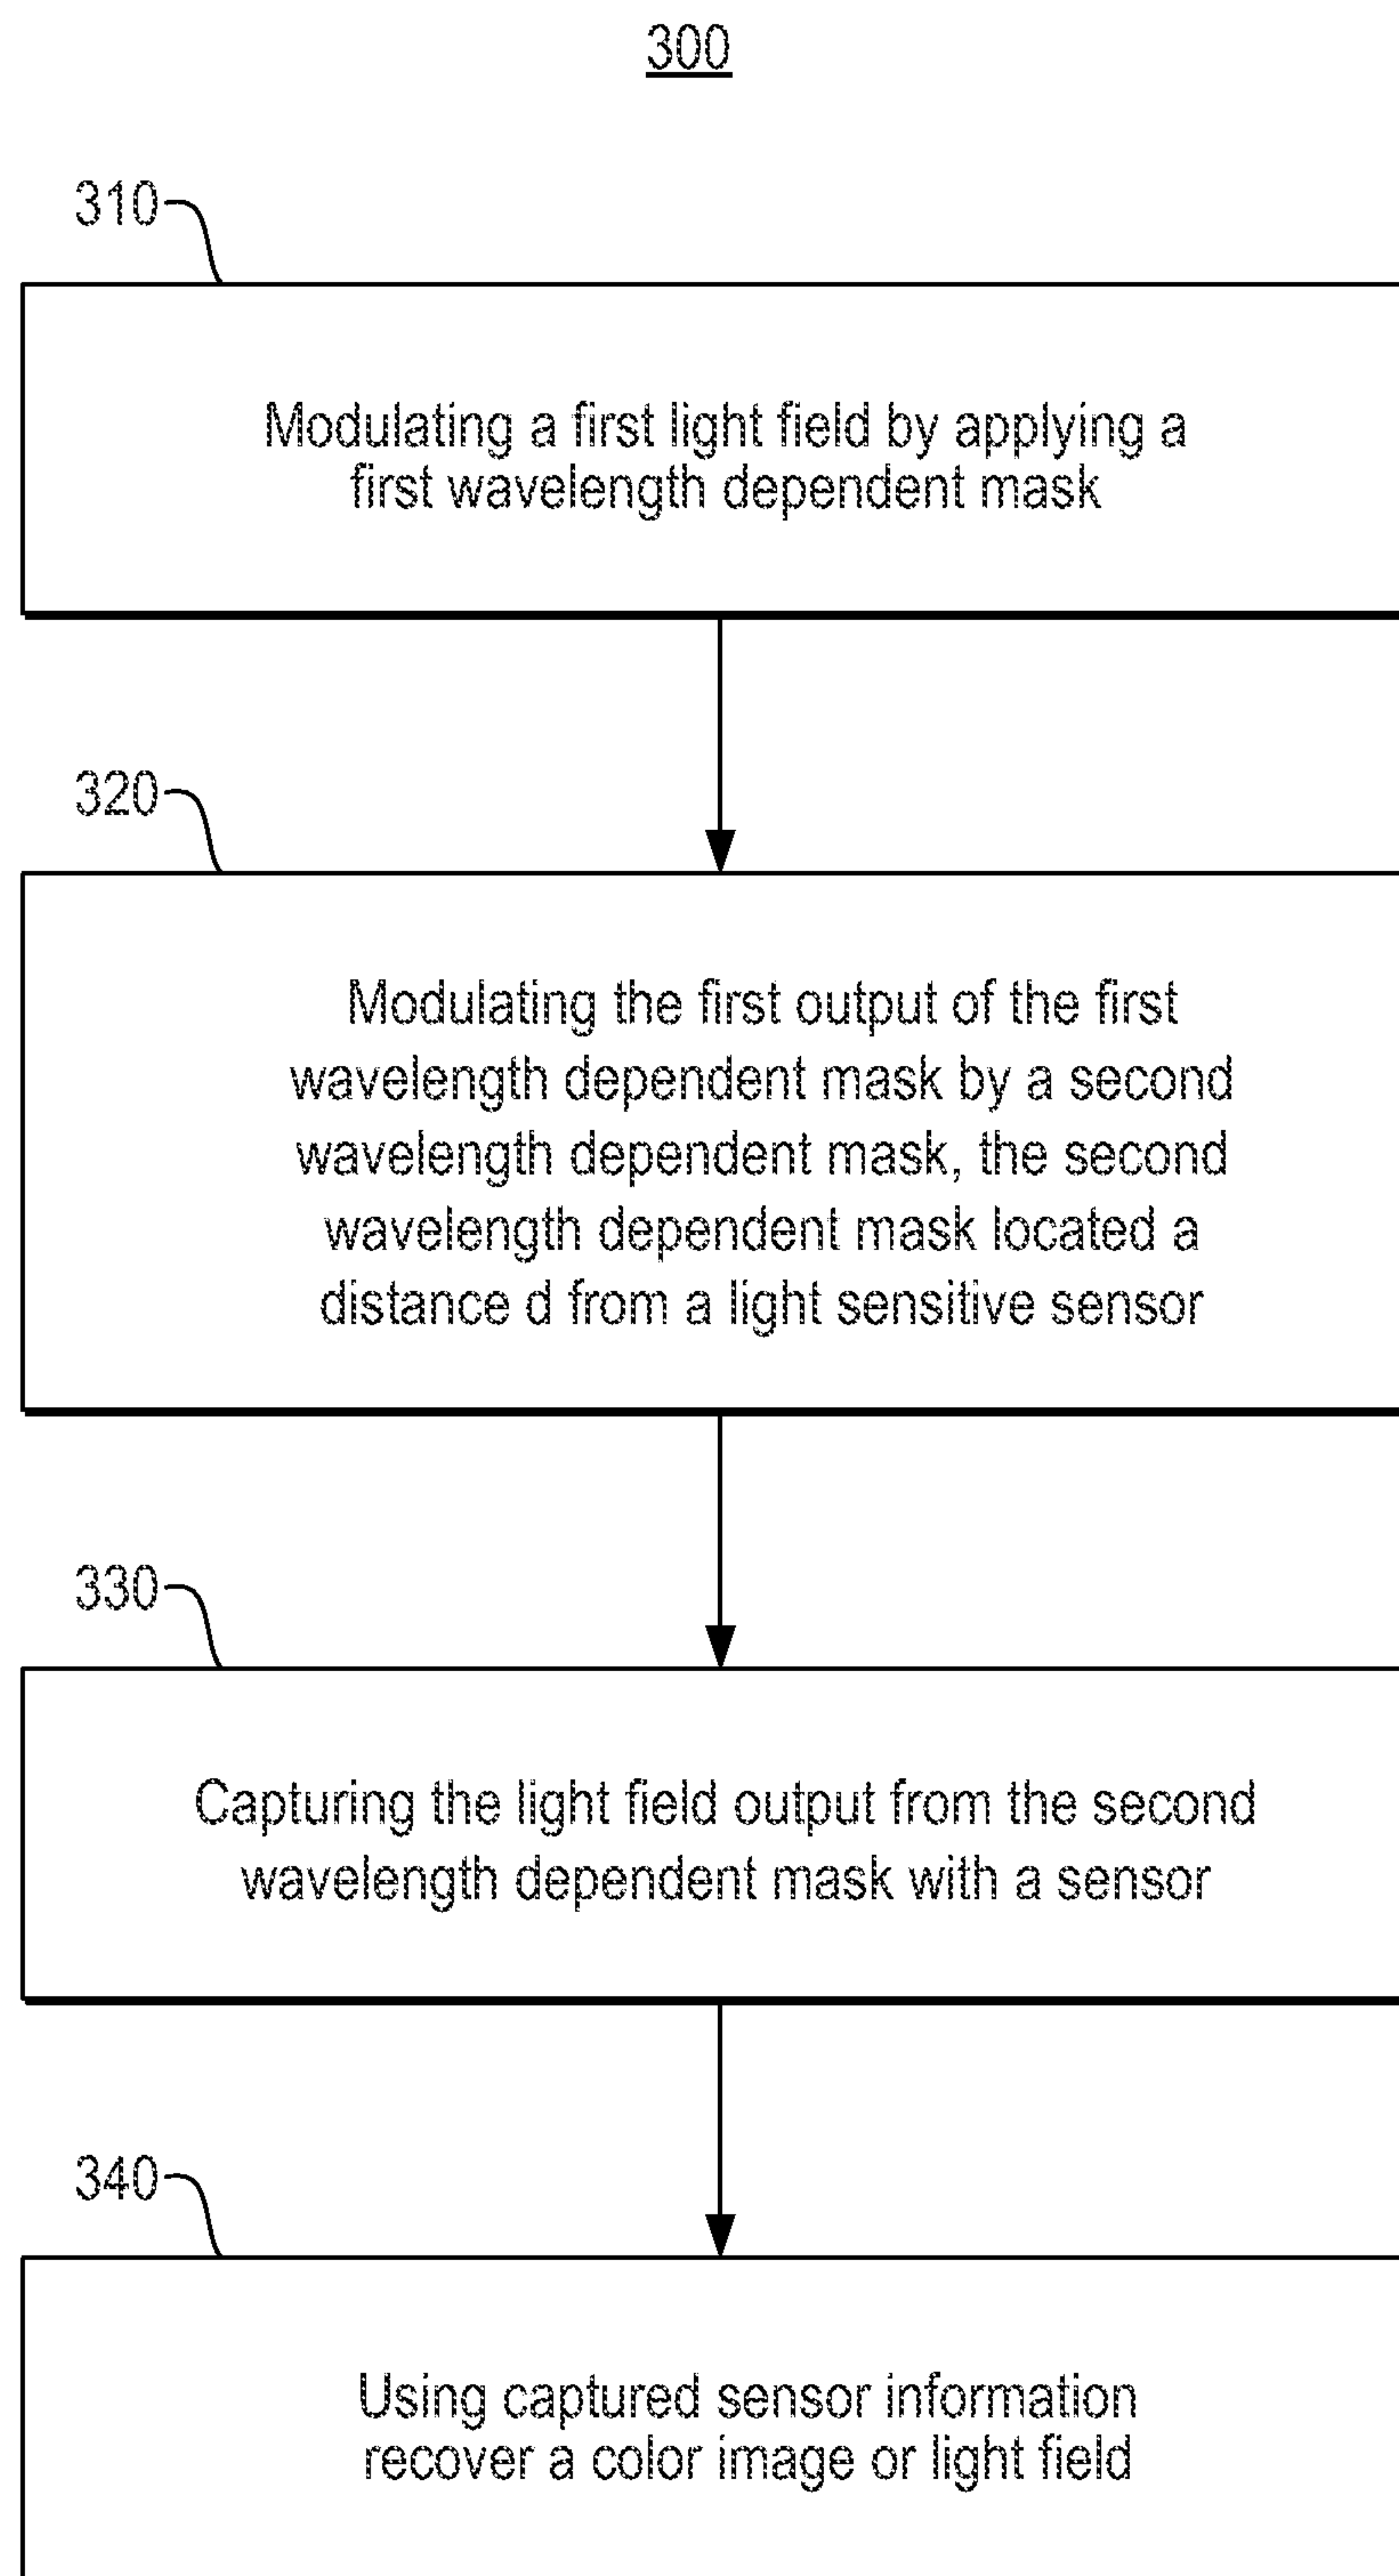 300
310
Modulating a first light field by applying a
first wavelength dependent mask
320
Modulating the first output of the first
wavelength dependent mask by a second
wavelength dependent mask, the second
wavelength dependent mask located a
distance d from a light sensitive sensor
330
Capturing the light field output from the second
wavelength dependent mask with a sensor
340
Using captured sensor information
recover a color image or light field